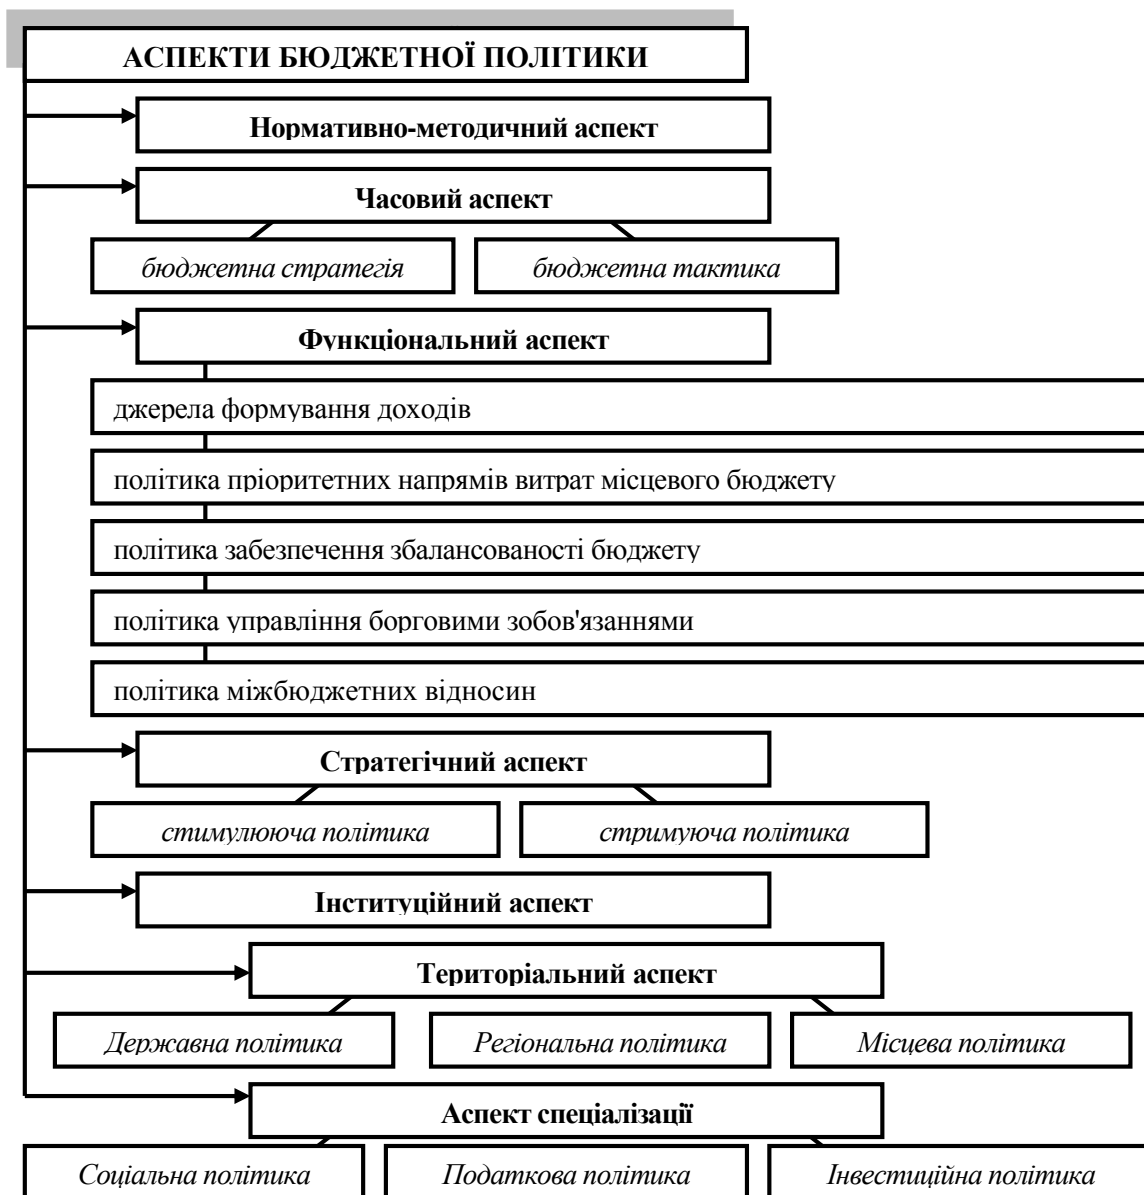 АСПЕКТИ БЮДЖЕТНОЇ ПОЛІТИКИ
Нормативно-методичний аспект
Часовий аспект
бюджетна стратегія
бюджетна тактика
Функціональний аспект
джерела формування доходів
політика пріоритетних напрямів витрат місцевого бюджету
політика забезпечення збалансованості бюджету
політика управління борговими зобов'язаннями
політика міжбюджетних відносин
Стратегічний аспект
стимулююча політика
стримуюча політика
Інституційний аспект
Територіальний аспект
Державна політика
Регіональна політика
Місцева політика
Аспект спеціалізації
Соціальна політика
Податкова політика
Інвестиційна політика